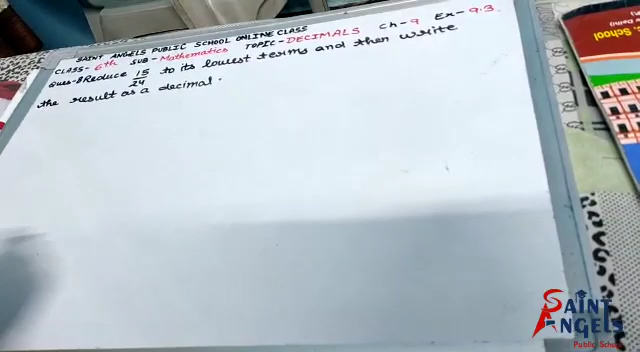 SAINT ANGELS PUBLIC SCHOOL ONLINE CLASS
CLASS- 6th SUB- Mathematics TOPIC-DECIMALS Ch-9 Ex-9.3.
Ques-8 Reduce 15/24 to its lowest terms and then write
the result as a decimal.
School
SAINT
ANGELS
Public School